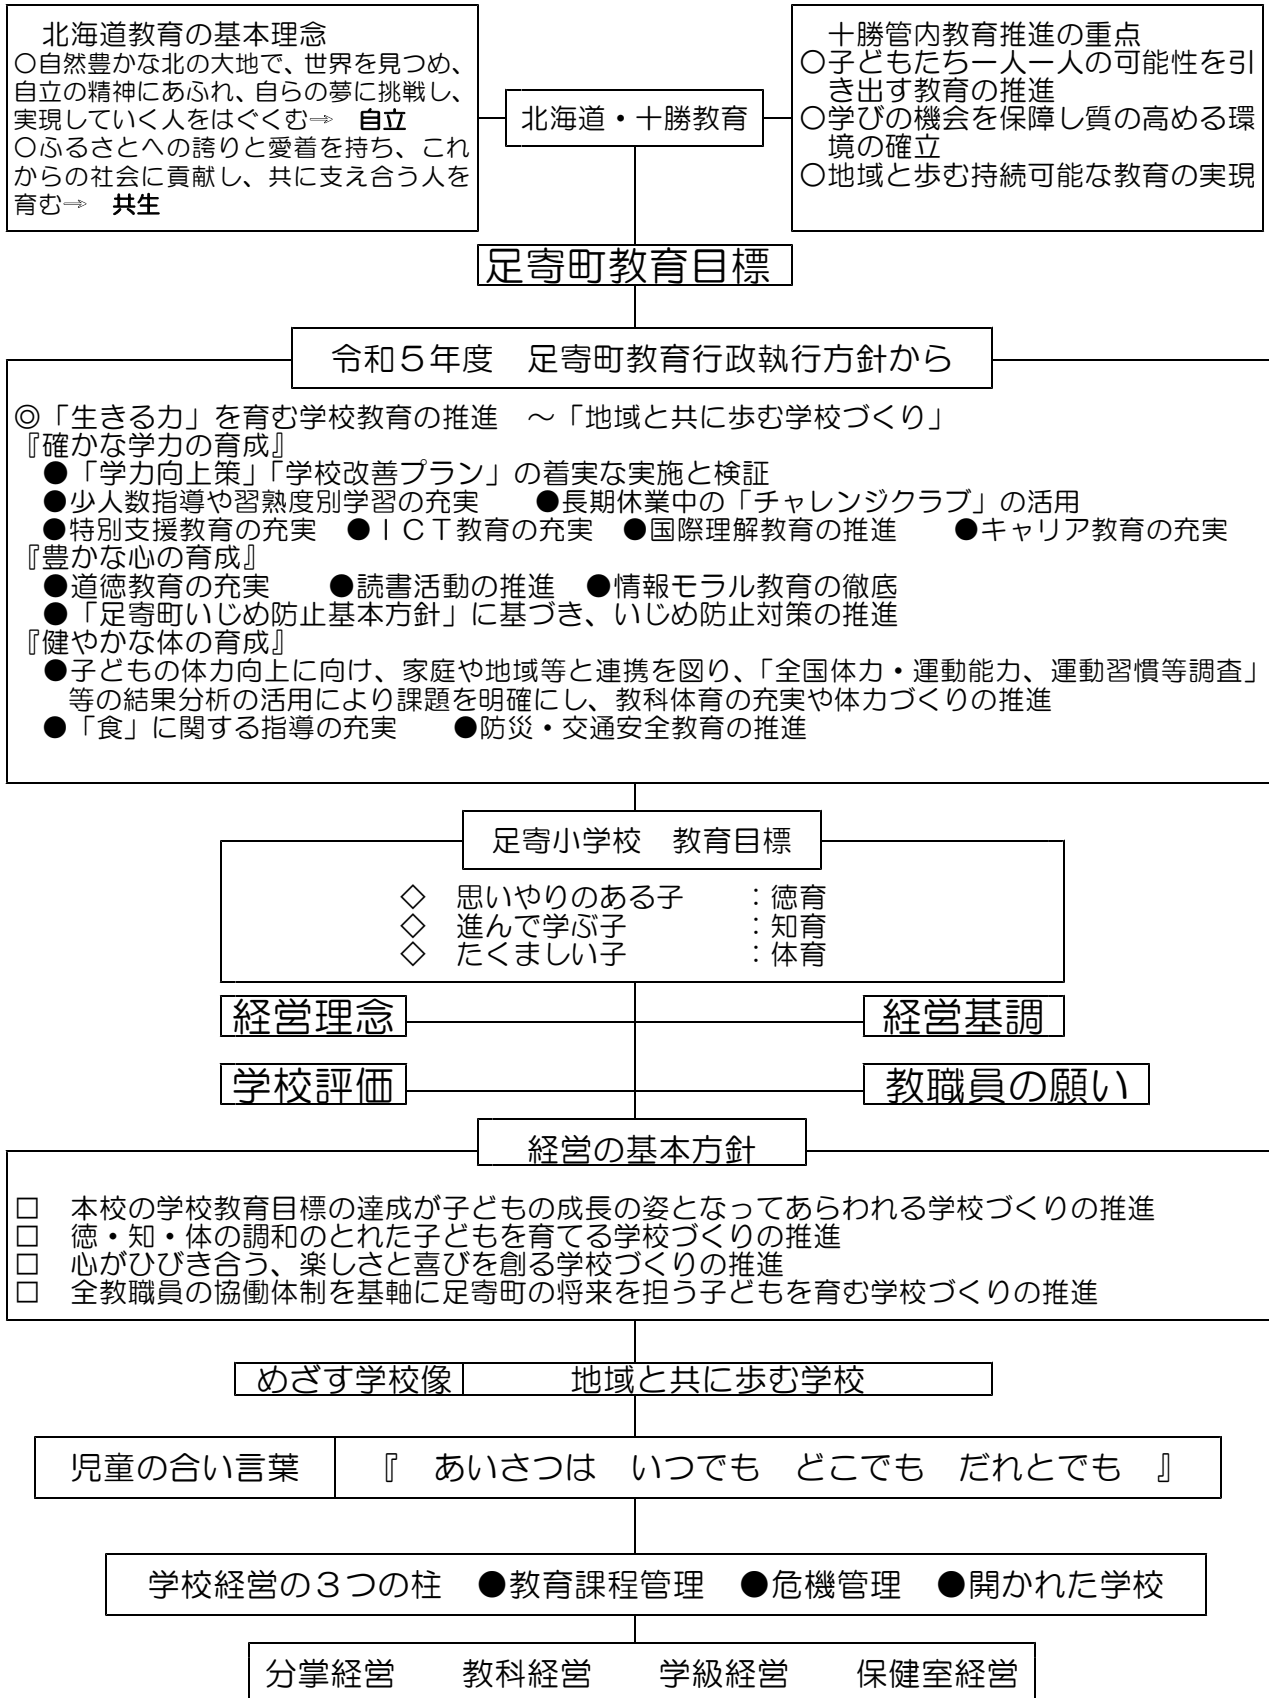 北海道教育の基本理念
〇自然豊かな北の大地で、世界を見つめ、
自立の精神にあふれ、自らの夢に挑戦し、
実現していく人をはぐくむ⇒　自立
〇ふるさとへの誇りと愛着を持ち、これ
からの社会に貢献し、共に支え合う人を
育む⇒　共生
北海道・十勝教育
十勝管内教育推進の重点
〇子どもたち一人一人の可能性を引
き出す教育の推進
〇学びの機会を保障し質の高める環
境の確立
〇地域と歩む持続可能な教育の実現
足寄町教育目標
令和５年度　足寄町教育行政執行方針から
◎「生きる力」を育む学校教育の推進　～「地域と共に歩む学校づくり」
『確かな学力の育成』
●「学力向上策」「学校改善プラン」の着実な実施と検証
●少人数指導や習熟度別学習の充実　　●長期休業中の「チャレンジクラブ」の活用
●特別支援教育の充実　●ＩＣＴ教育の充実　●国際理解教育の推進　　●キャリア教育の充実
『豊かな心の育成』
●道徳教育の充実　　●読書活動の推進　●情報モラル教育の徹底
●「足寄町いじめ防止基本方針」に基づき、いじめ防止対策の推進
『健やかな体の育成』
●子どもの体力向上に向け、家庭や地域等と連携を図り、「全国体力・運動能力、運動習慣等調査」
等の結果分析の活用により課題を明確にし、教科体育の充実や体力づくりの推進
●「食」に関する指導の充実　　●防災・交通安全教育の推進
足寄小学校　教育目標
◇　思いやりのある子　　：徳育
◇　進んで学ぶ子　　　　：知育
◇　たくましい子　　　　：体育
経営理念　経営基調
学校評価　教職員の願い
経営の基本方針
□　本校の学校教育目標の達成が子どもの成長の姿となってあらわれる学校づくりの推進
□　徳・知・体の調和のとれた子どもを育てる学校づくりの推進
□　心がひびき合う、楽しさと喜びを創る学校づくりの推進
□　全教職員の協働体制を基軸に足寄町の将来を担う子どもを育む学校づくりの推進
めざす学校像　地域と共に歩む学校
児童の合い言葉　『　あいさつは　いつでも　どこでも　だれとでも　』
学校経営の３つの柱　●教育課程管理　●危機管理　●開かれた学校
分掌経営　　教科経営　　学級経営　　保健室経営